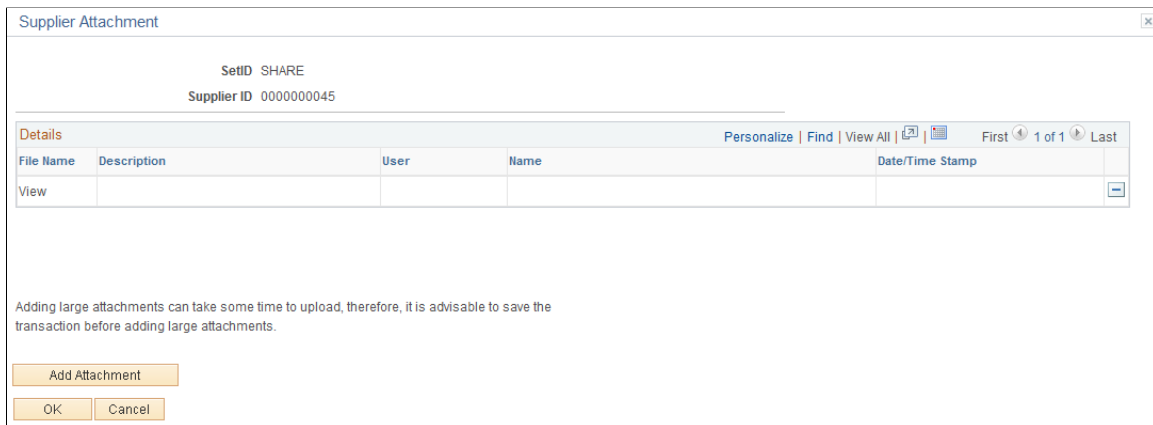 Supplier Attachment
SetID SHARE
Supplier ID 0000000045
Details Personalize | Find | View All | | First 1 of 1 Last
File Name Description User Name Date/Time Stamp
View
Adding large attachments can take some time to upload, therefore, it is advisable to save the
transaction before adding large attachments.
Add Attachment
OK Cancel